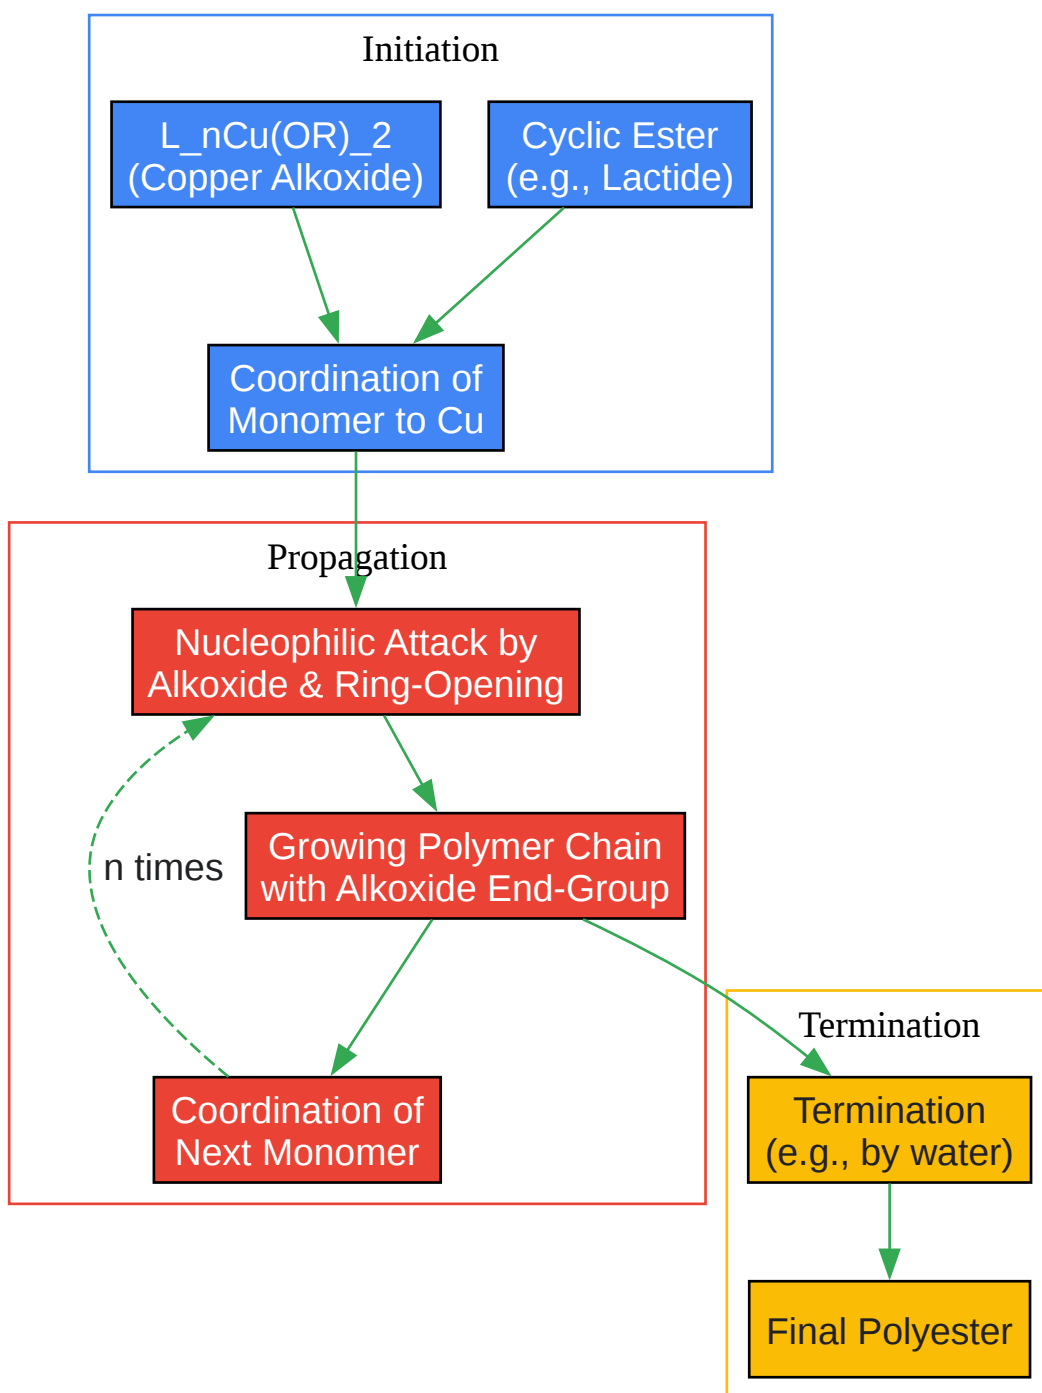 Initiation
L_nCu(OR)_2
(Copper Alkoxide)
Cyclic Ester
(e.g., Lactide)
Coordination of
Monomer to Cu
Propagation
Nucleophilic Attack by
Alkoxide & Ring-Opening
Growing Polymer Chain
with Alkoxide End-Group
n times
Coordination of
Next Monomer
Termination
Termination
(e.g., by water)
Final Polyester